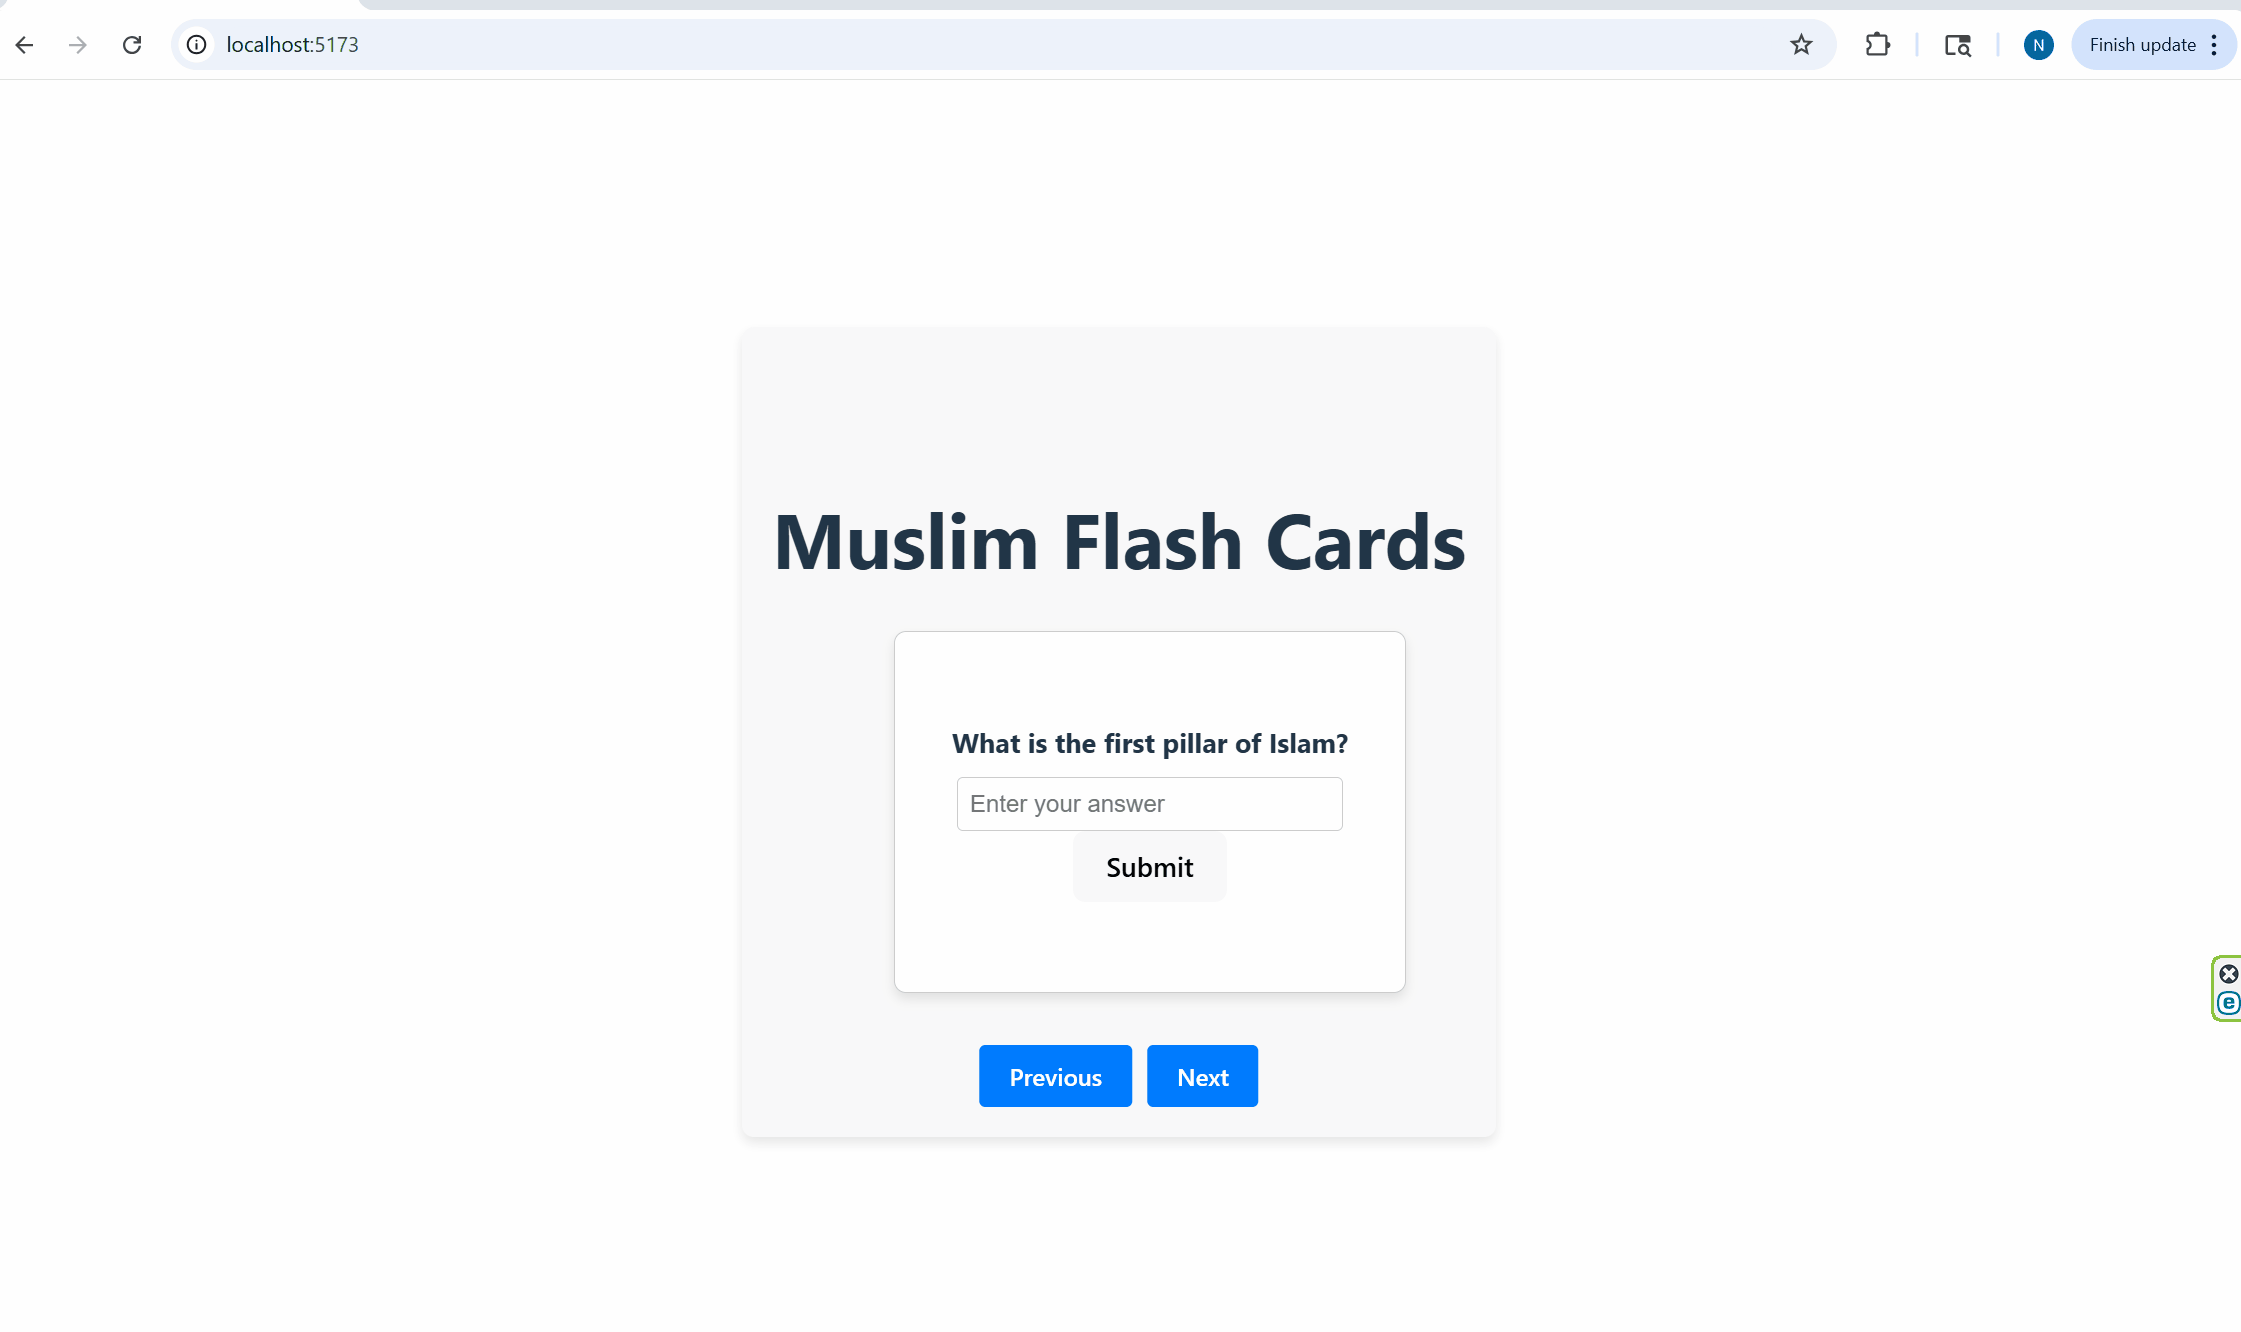 localhost:5173
N
Finish update
Muslim Flash Cards
What is the first pillar of Islam?
Enter your answer
Submit
e
Previous Next